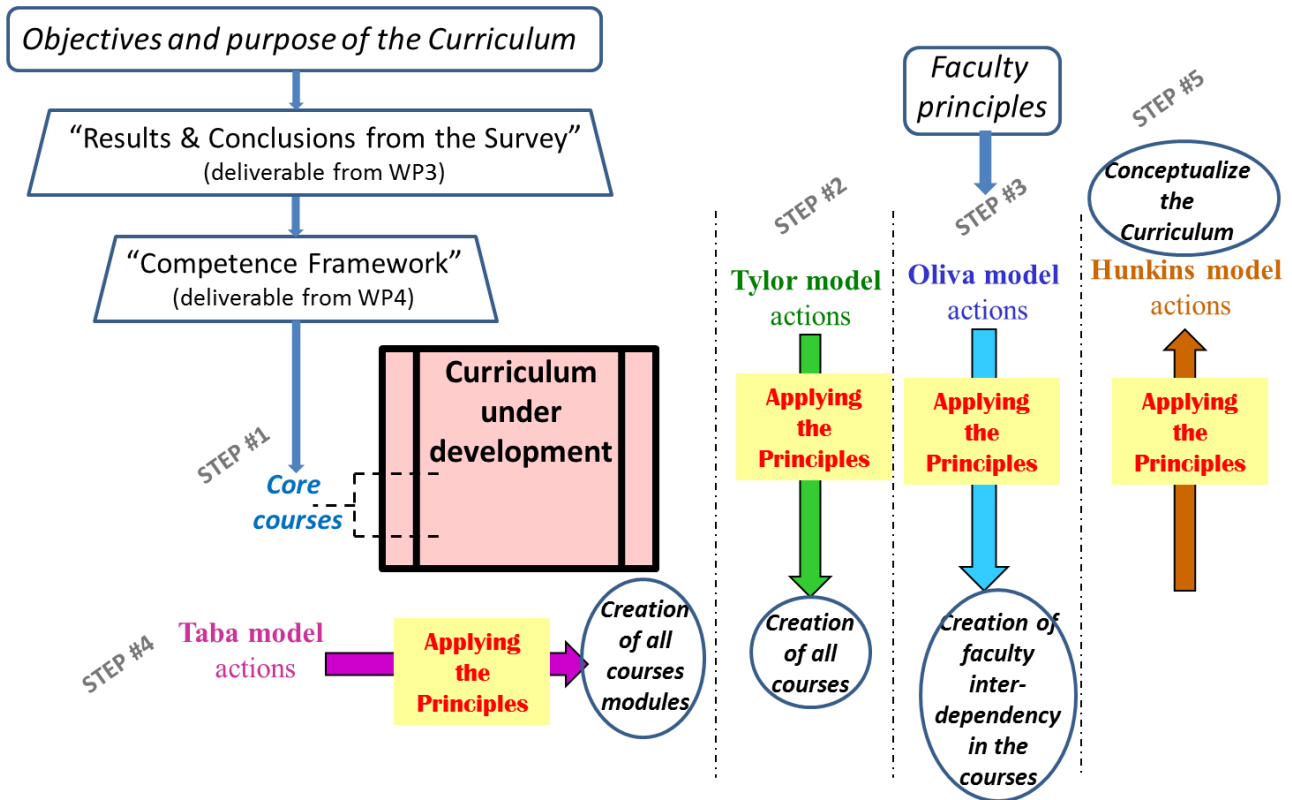 Objectives and purpose of the Curriculum
“Results & Conclusions from the Survey”
(deliverable from WP3)
“Competence Framework”
(deliverable from WP4)
STEP #1
Core
courses
Curriculum
under
development
STEP #4
Taba model
actions
Applying
the
Principles
Creation
of all
courses
modules
STEP #2
Tylor model
actions
Applying
the
Principles
Creation
of all
courses
Faculty
principles
STEP #3
Oliva model
actions
Applying
the
Principles
Creation of
faculty
inter-
dependency
in the
courses
STEP #5
Conceptualize
the
Curriculum
Hunkins model
actions
Applying
the
Principles